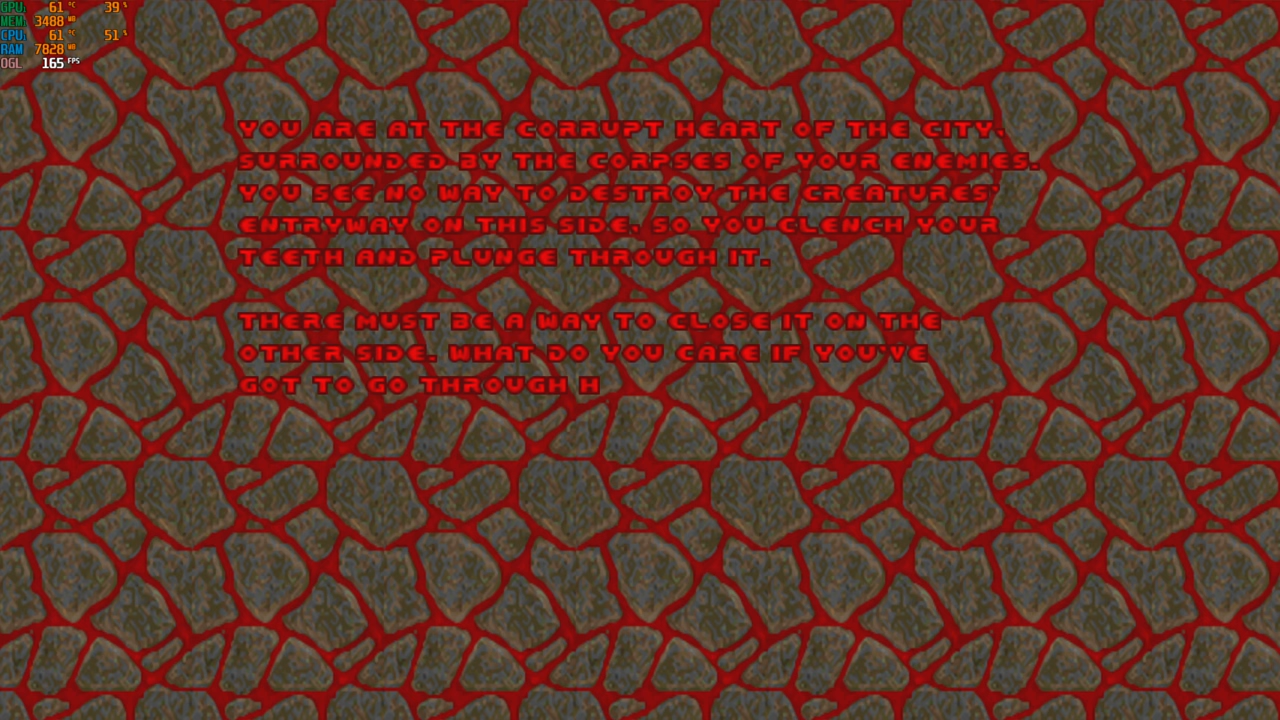 GPU: 61 °C 39 %
MEM: 3488 MB
CPU: 61 °C 51 %
RAM 7828 MB
OGL 165 FPS
YOU ARE AT THE CORRUPT HEART OF THE CITY,
SURROUNDED BY THE CORPSES OF YOUR ENEMIES.
YOU SEE NO WAY TO DESTROY THE CREATURES'
ENTRYWAY ON THIS SIDE, SO YOU CLENCH YOUR
TEETH AND PLUNGE THROUGH IT.
THERE MUST BE A WAY TO CLOSE IT ON THE
OTHER SIDE. WHAT DO YOU CARE IF YOU'VE
GOT TO GO THROUGH H